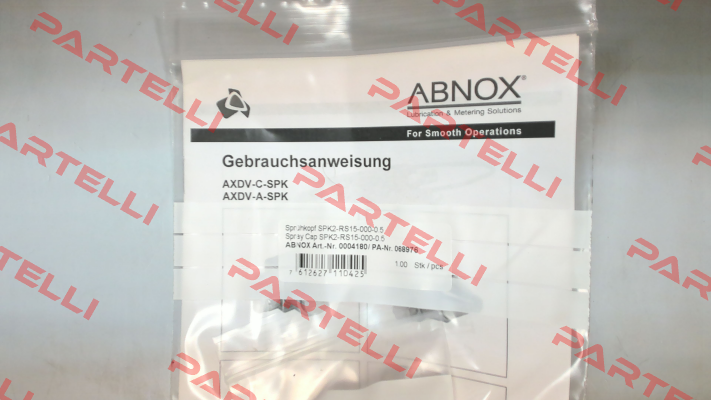 ABNOX®
Lubrication & Metering Solutions
For Smooth Operations
Gebrauchsanweisung
AXDV-C-SPK
AXDV-A-SPK
Sprühkopf SPK2-RS15-000-0.5
Spray Cap SPK2-RS15-000-0.5
ABNOX Art.-Nr. 0004180/ PA-Nr. 068976
1.00 Stk / pcs
7 612627 110425
PARTELLI
PARTELLI
PARTELLI
PARTELLI
PARTELLI
PARTELLI
PARTELLI
PARTELLI